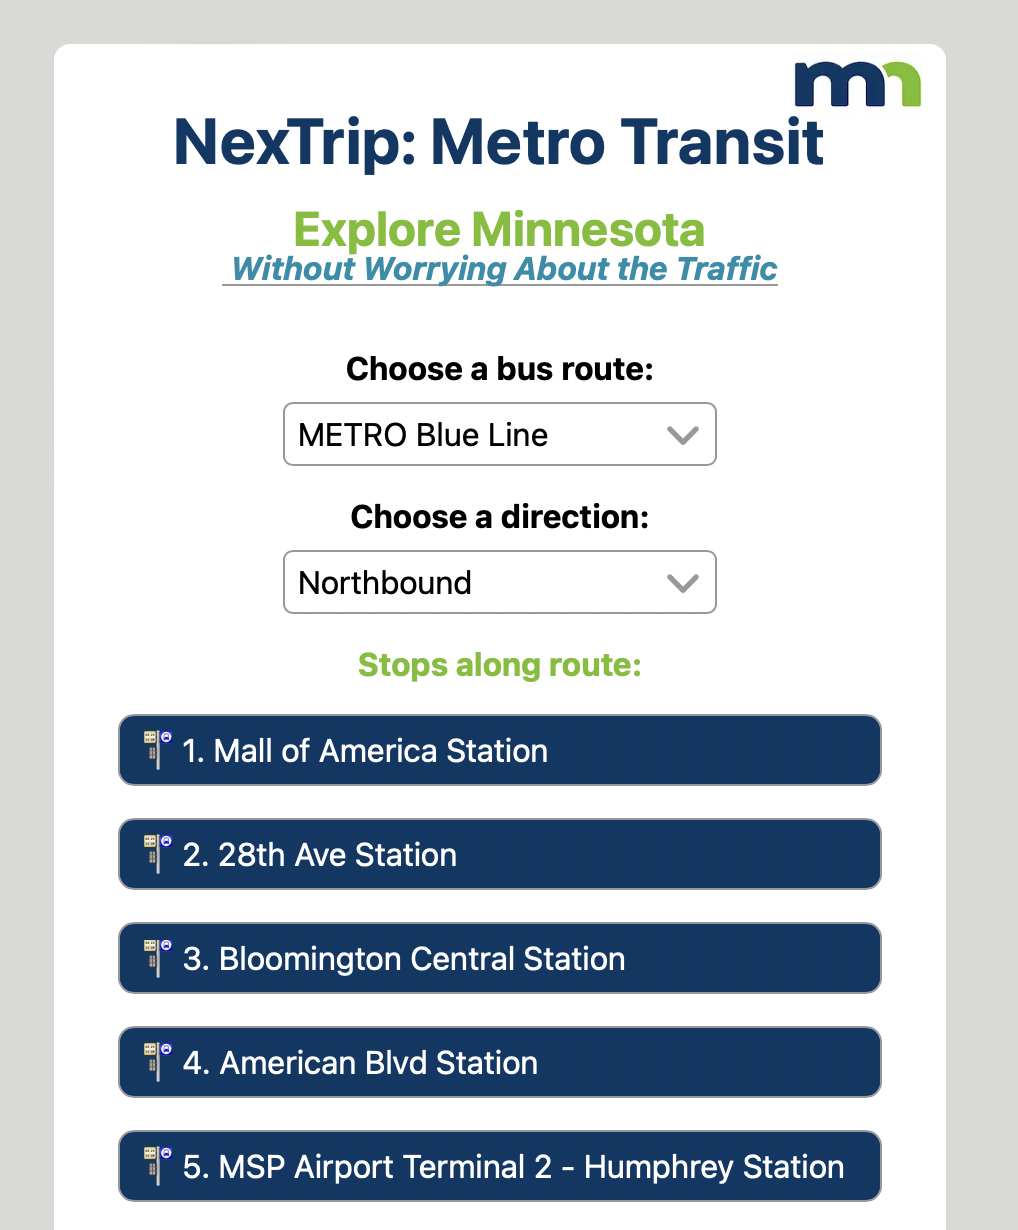 mn
NexTrip: Metro Transit
Explore Minnesota
Without Worrying About the Traffic
Choose a bus route:
METRO Blue Line
Choose a direction:
Northbound
Stops along route:
1. Mall of America Station
2. 28th Ave Station
3. Bloomington Central Station
4. American Blvd Station
5. MSP Airport Terminal 2 - Humphrey Station